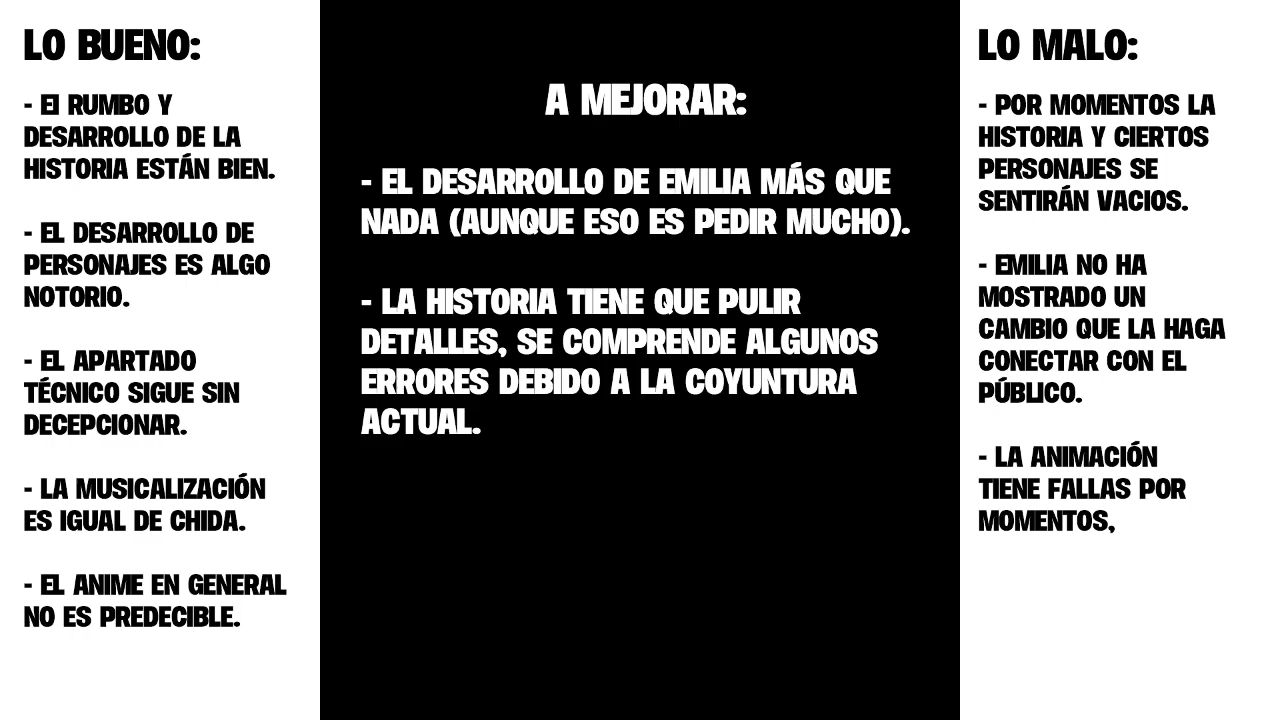 LO BUENO:
- El RUMBO Y
DESARROLLO DE LA
HISTORIA ESTÁN BIEN.
- EL DESARROLLO DE
PERSONAJES ES ALGO
NOTORIO.
- EL APARTADO
TÉCNICO SIGUE SIN
DECEPCIONAR.
- LA MUSICALIZACIÓN
ES IGUAL DE CHIDA.
- EL ANIME EN GENERAL
NO ES PREDECIBLE.
A MEJORAR:
- EL DESARROLLO DE EMILIA MÁS QUE
NADA (AUNQUE ESO ES PEDIR MUCHO).
- LA HISTORIA TIENE QUE PULIR
DETALLES, SE COMPRENDE ALGUNOS
ERRORES DEBIDO A LA COYUNTURA
ACTUAL.
LO MALO:
- POR MOMENTOS LA
HISTORIA Y CIERTOS
PERSONAJES SE
SENTIRÁN VACIOS.
- EMILIA NO HA
MOSTRADO UN
CAMBIO QUE LA HAGA
CONECTAR CON EL
PÚBLICO.
- LA ANIMACIÓN
TIENE FALLAS POR
MOMENTOS,